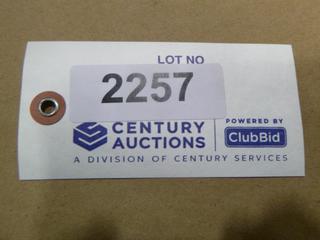 LOT NO
2257
CENTURY
AUCTIONS
POWERED BY
ClubBid
A DIVISION OF CENTURY SERVICES